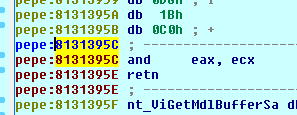 pepe:8131395A db 1Bh
pepe:8131395B db 0C0h ; +
pepe:8131395C ; ----------------------
pepe:8131395C and eax, ecx
pepe:8131395E retn
pepe:8131395E ; ----------------------
pepe:8131395F nt_ViGetMdlBufferSa